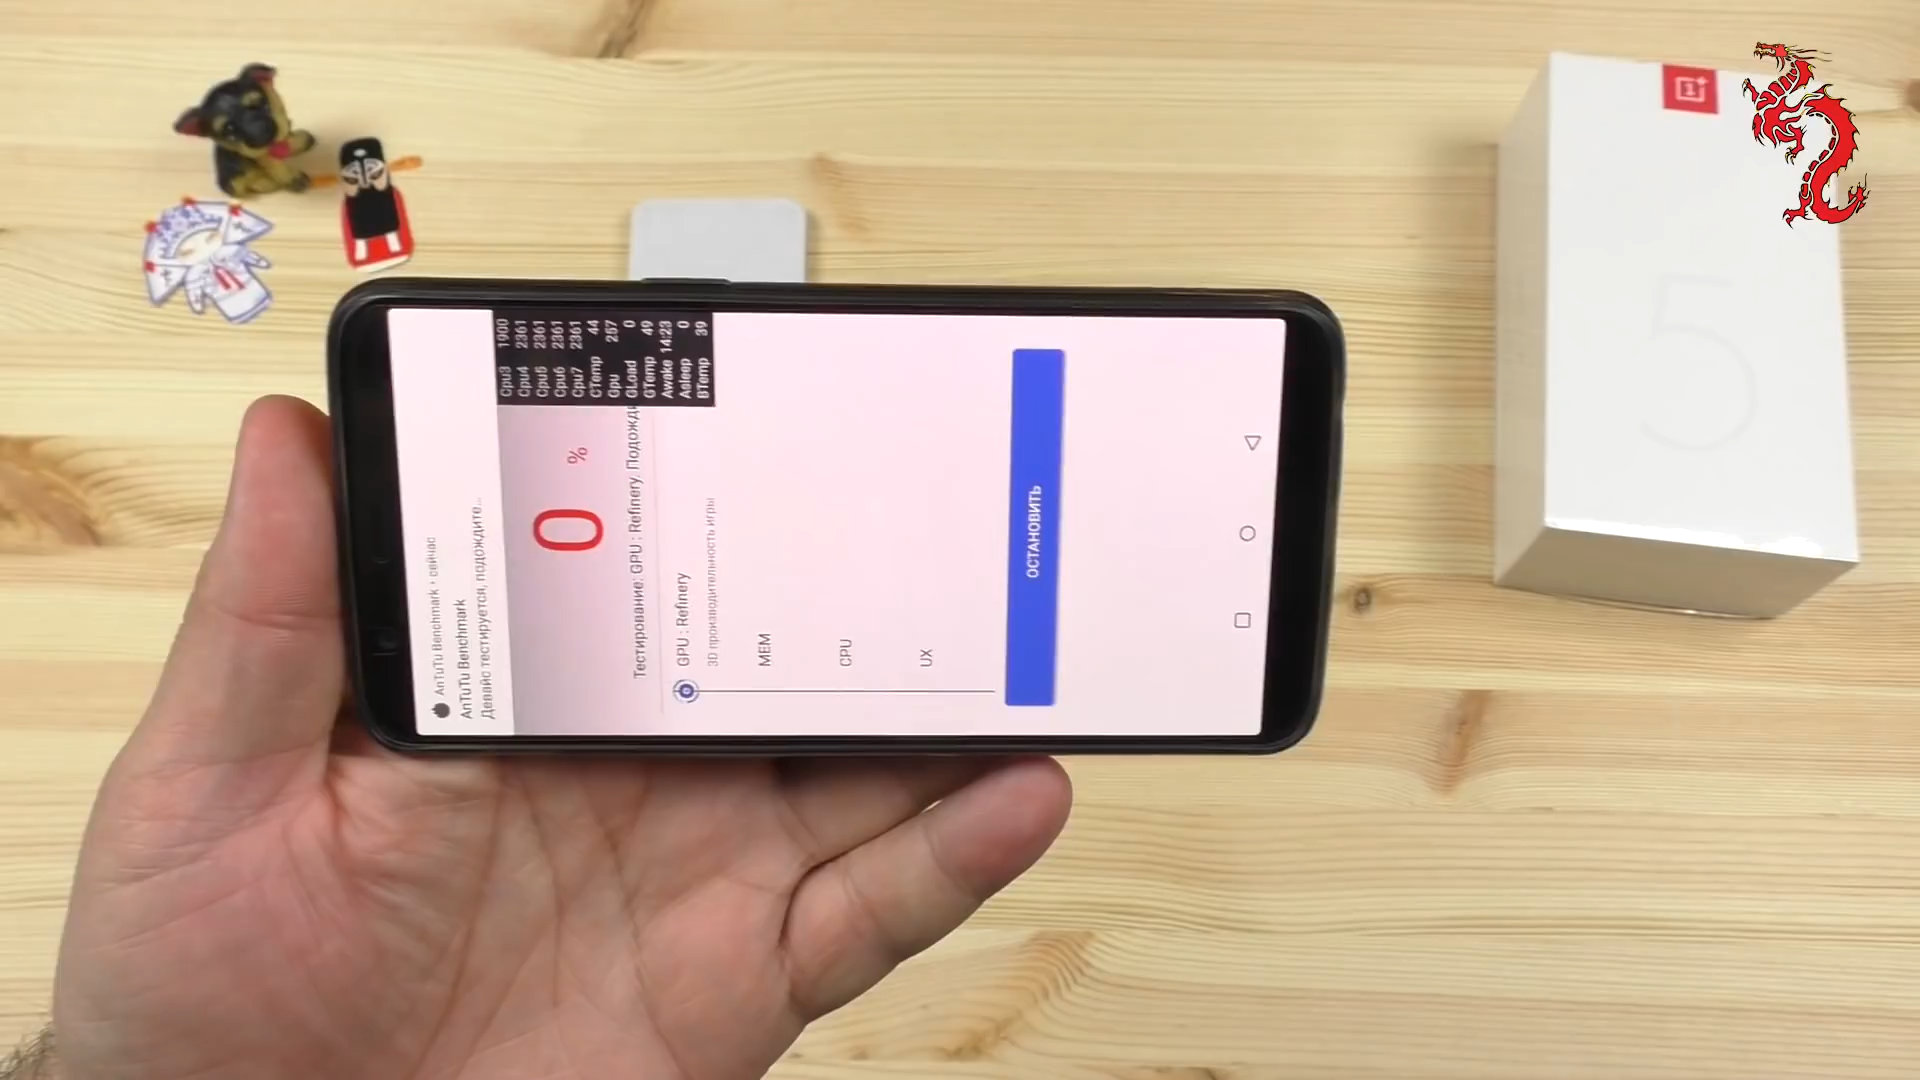 AnTuTu Benchmark • сейчас
AnTuTu Benchmark
Девайс тестируется, подождите...
Cpu3 1900
Cpu4 2361
Cpu5 2361
Cpu6 2361
Cpu7 2361
CTemp 44
Gpu 257
GLoad 0
GTemp 49
Awake 14:23
Asleep 0
BTemp 39
0 %
Тестирование: GPU : Refinery. Подожди
GPU : Refinery
3D производительность игры
MEM
CPU
UX
ОСТАНОВИТЬ
5